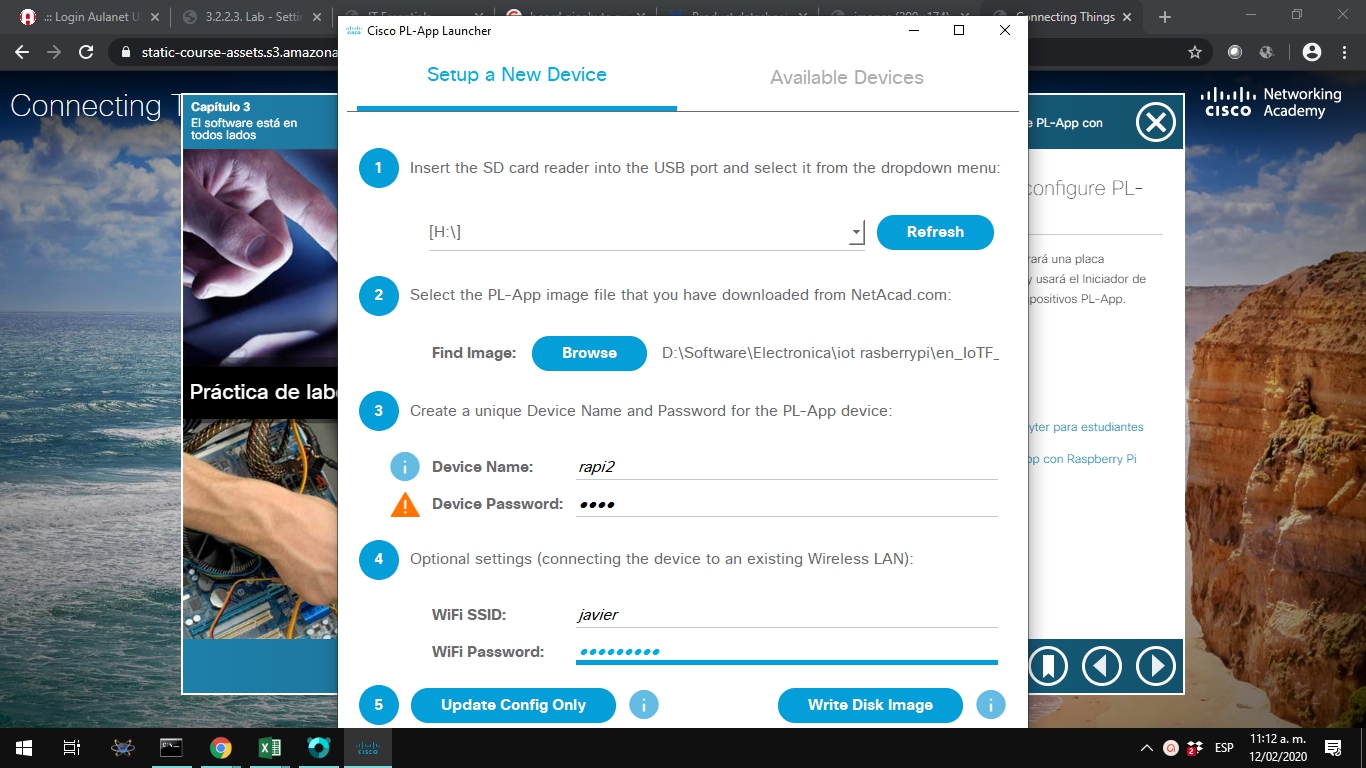 .:: Login Aulanet U
3.2.2.3. Lab - Settin
IT Essentials
Connecting Things
static-course-assets.s3.amazona
Cisco PL-App Launcher
Setup a New Device
Available Devices
Connecting T
Capítulo 3
El software está en
todos lados
e PL-App con
Networking
CISCO Academy
1 Insert the SD card reader into the USB port and select it from the dropdown menu:
configure PL-
[H:\]
Refresh
rará una placa
y usará el Iniciador de
spositivos PL-App.
2 Select the PL-App image file that you have downloaded from NetAcad.com:
Find Image:
Browse
D:\Software\Electronica\iot rasberrypi\en_IoTF_
Práctica de labo
3 Create a unique Device Name and Password for the PL-App device:
yter para estudiantes
pp con Raspberry Pi
Device Name:
rapi2
Device Password:
••••
4 Optional settings (connecting the device to an existing Wireless LAN):
WiFi SSID:
javier
WiFi Password:
•••••••••
5 Update Config Only
Write Disk Image
ESP
11:12 a. m.
12/02/2020